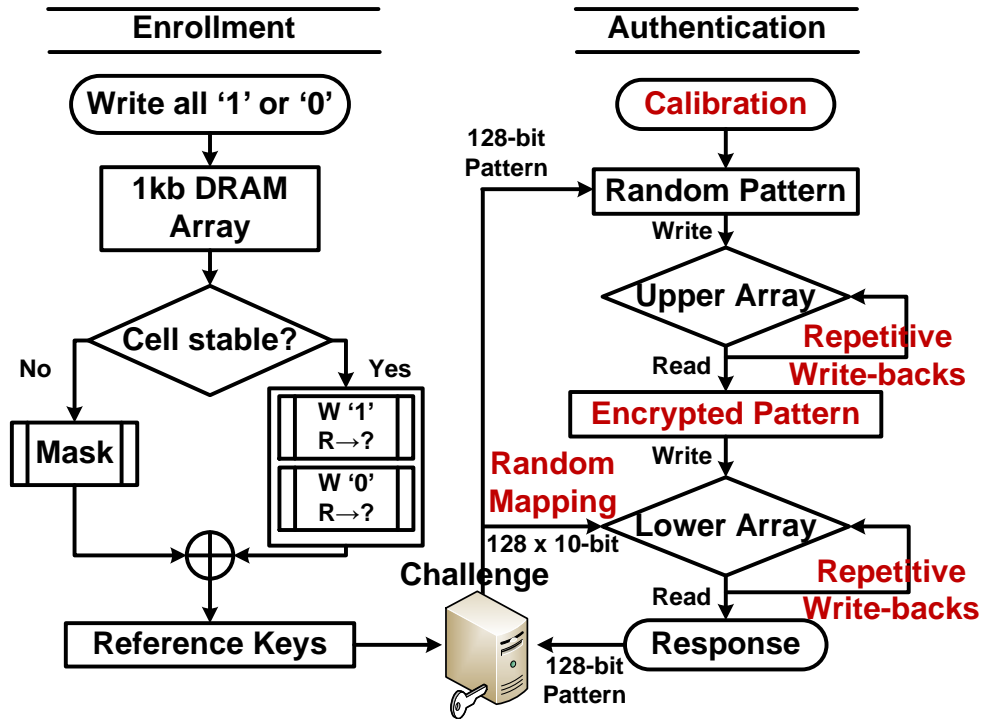 Enrollment
Write all ‘1’ or ‘0’
1kb DRAM
Array
Cell stable?
No
Yes
Mask
W ‘1’
R→?
W ‘0’
R→?
Reference Keys
Challenge
Authentication
Calibration
128-bit
Pattern
Random Pattern
Write
Upper Array
Repetitive
Write-backs
Read
Encrypted Pattern
Write
Random
Mapping
128 x 10-bit
Lower Array
Repetitive
Write-backs
Read
Response
128-bit
Pattern